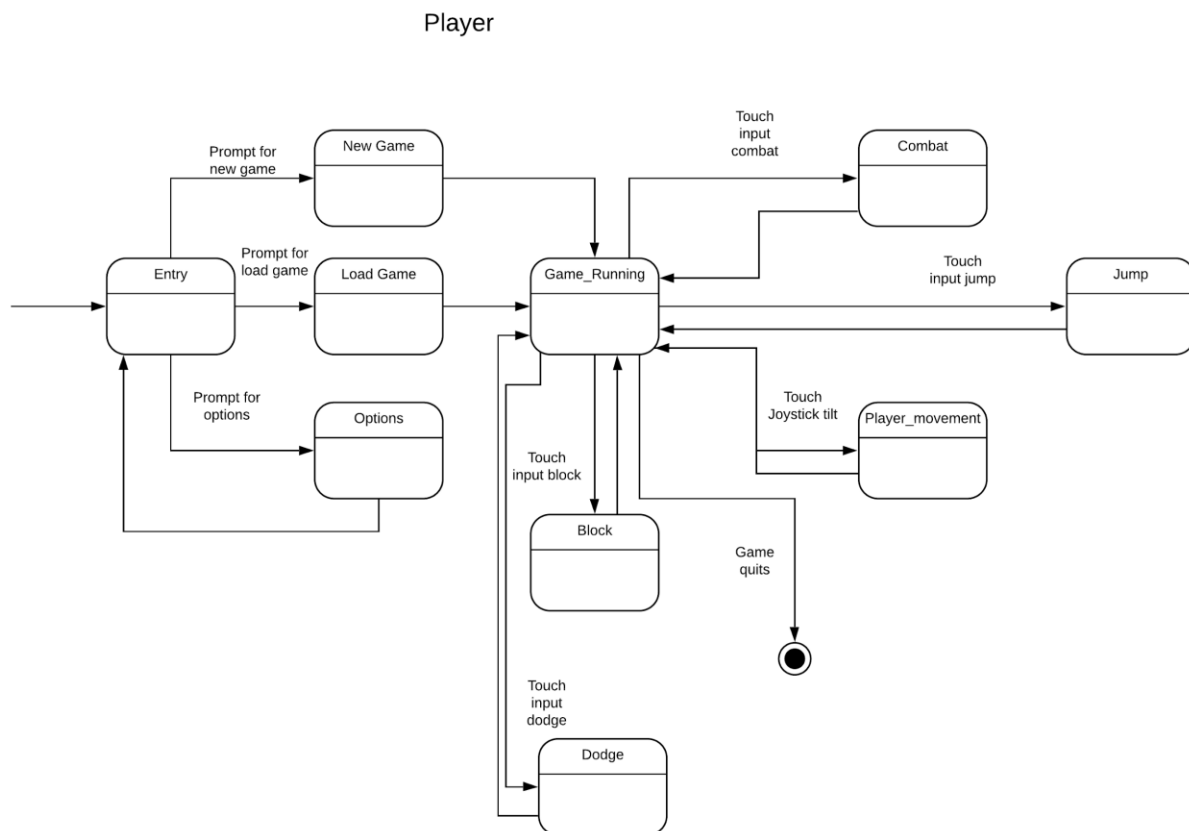 Player
Touch
input
combat
New Game
Combat
Prompt for
new game
Prompt for
load game
Entry
Load Game
Game_Running
Touch
input jump
Jump
Prompt for
options
Options
Touch
Joystick tilt
Player_movement
Touch
input block
Block
Game
quits
Touch
input
dodge
Dodge